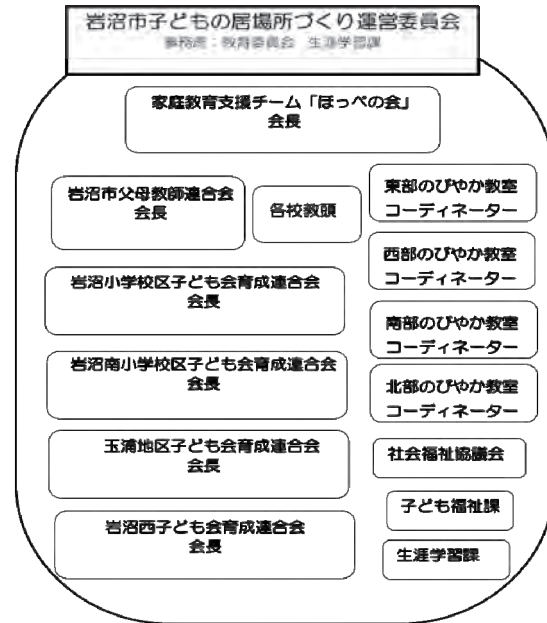 岩沼市子どもの居場所づくり運営委員会
事務局：教育委員会　生涯学習課
家庭教育支援チーム「ほっぺの会」
会長
岩沼市父母教師連合会
会長
各校教頭
岩沼小学校区子ども会育成連合会
会長
岩沼南小学校区子ども会育成連合会
会長
玉浦地区子ども会育成連合会
会長
岩沼西子ども会育成連合会
会長
東部のびやか教室
コーディネーター
西部のびやか教室
コーディネーター
南部のびやか教室
コーディネーター
北部のびやか教室
コーディネーター
社会福祉協議会
子ども福祉課
生涯学習課